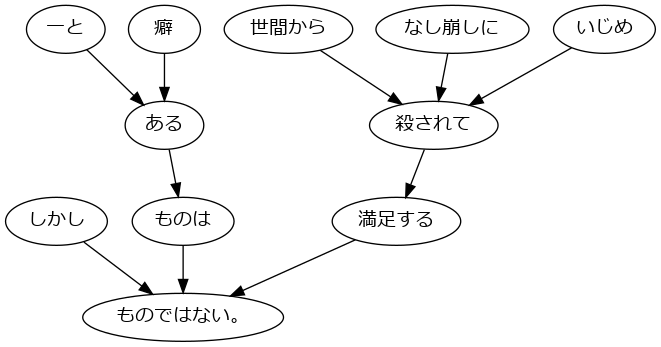 一と 癖 世間から なし崩しに いじめ
ある 殺されて
しかし ものは 満足する
ものではない。